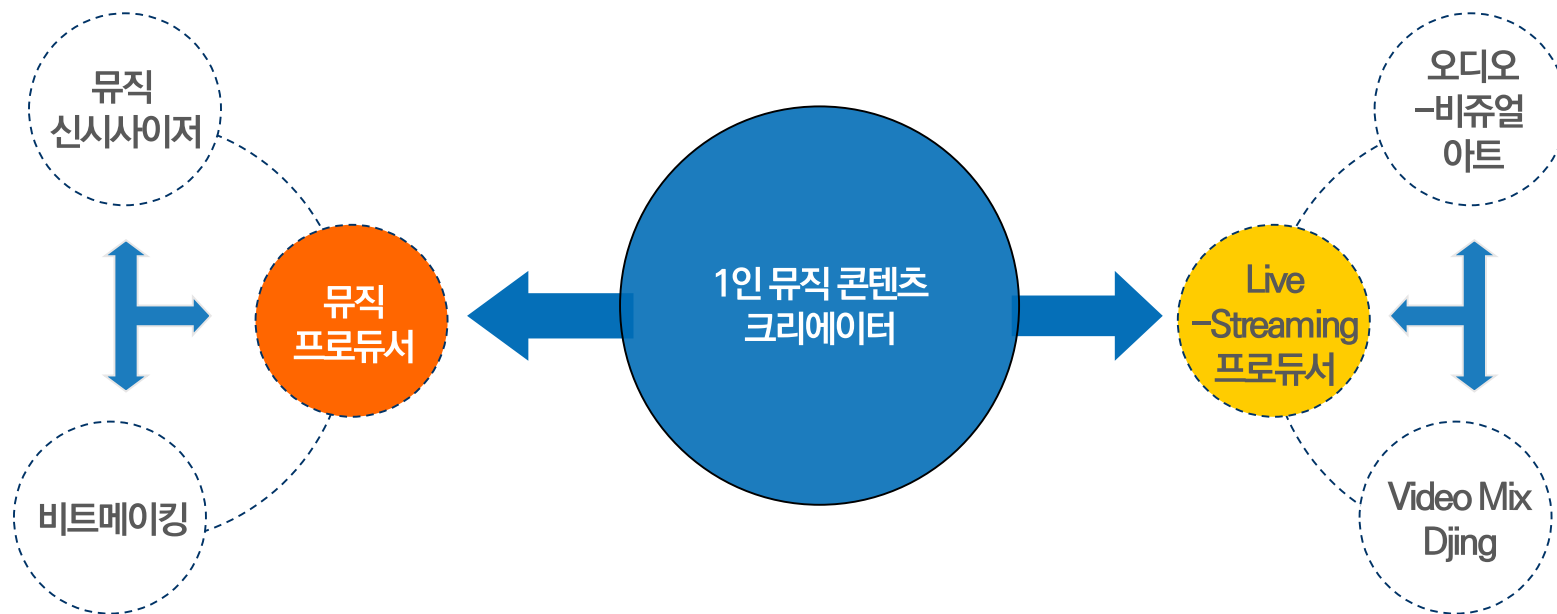 뮤직
신시사이저
비트메이킹
뮤직
프로듀서
1인 뮤직 콘텐츠
크리에이터
Live
-Streaming
프로듀서
오디오
-비쥬얼
아트
Video Mix
Djing